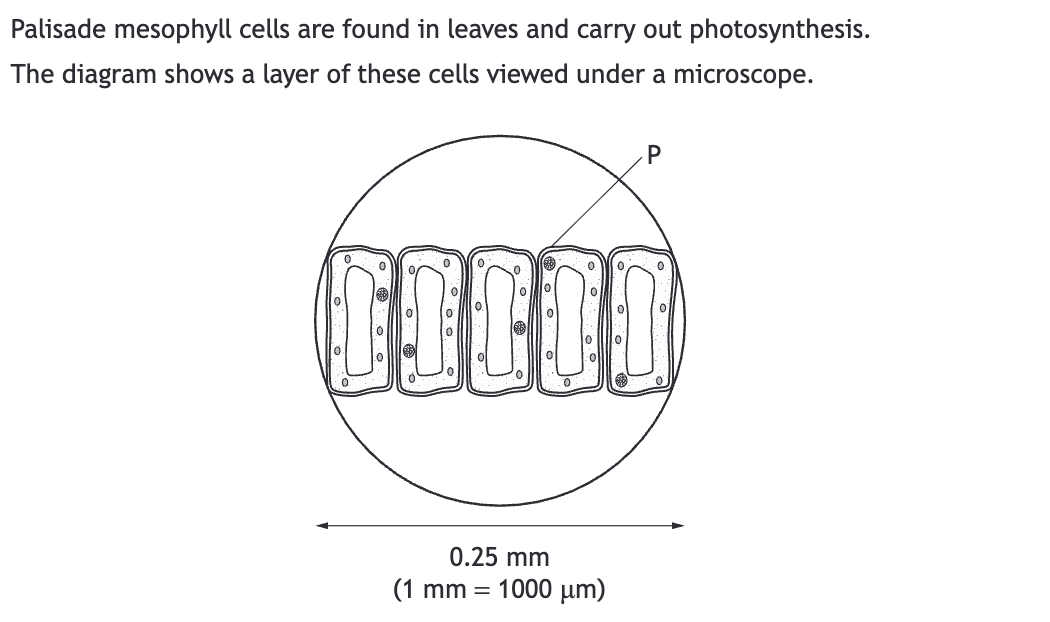 Palisade mesophyll cells are found in leaves and carry out photosynthesis.
The diagram shows a layer of these cells viewed under a microscope.
P
0.25 mm
(1 mm = 1000 µm)